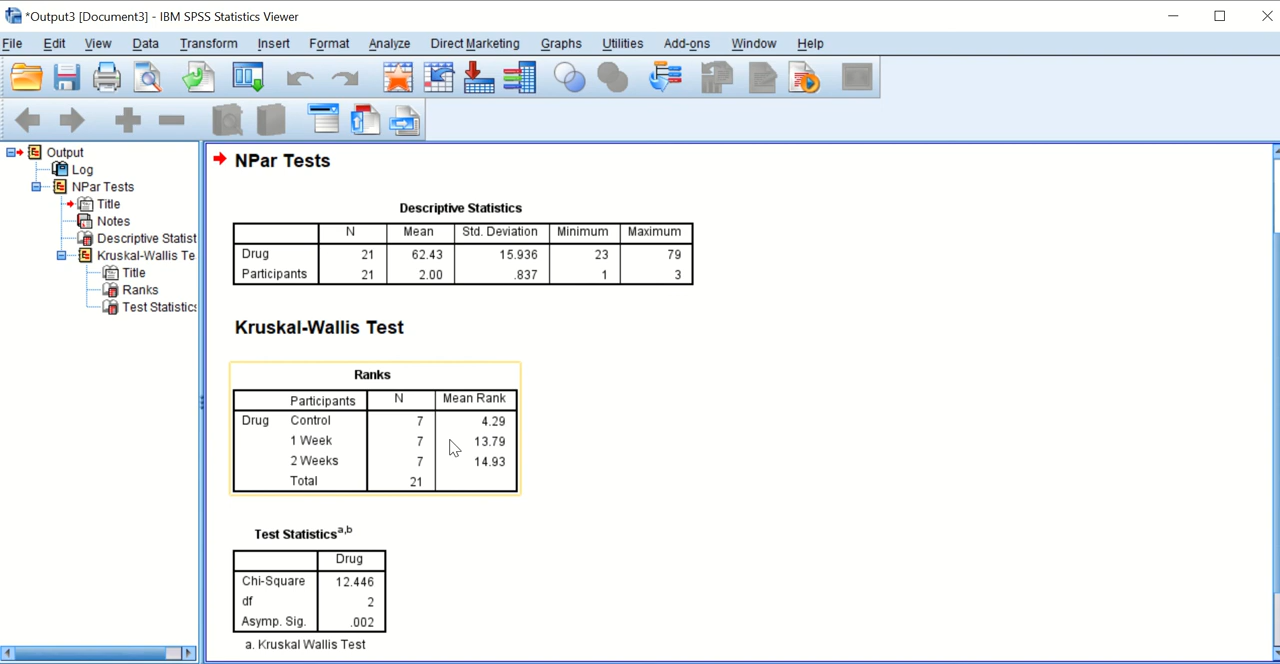 *Output3 [Document3] - IBM SPSS Statistics Viewer
File Edit View Data Transform Insert Format Analyze Direct Marketing Graphs Utilities Add-ons Window Help
Output
Log
NPar Tests
Title
Notes
Descriptive Statist
Kruskal-Wallis Te
Title
Ranks
Test Statistics
NPar Tests
Descriptive Statistics
N Mean Std. Deviation Minimum Maximum
Drug 21 62.43 15.936 23 79
Participants 21 2.00 .837 1 3
Kruskal-Wallis Test
Ranks
Participants N Mean Rank
Drug Control 7 4.29
1 Week 7 13.79
2 Weeks 7 14.93
Total 21
Test Statistics a,b
Drug
Chi-Square 12.446
df 2
Asymp. Sig. .002
a. Kruskal Wallis Test